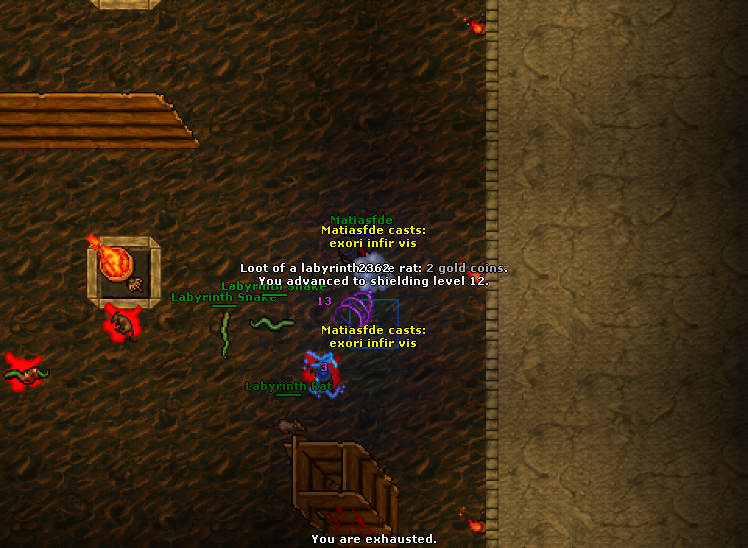 Matiasfde
Matiasfde casts:
exori infir vis
Loot of a labyrinth rat: 2 gold coins.
You advanced to shielding level 12.
Labyrinth Snake
Labyrinth Snake
13
Matiasfde casts:
exori infir vis
3
Labyrinth Rat
You are exhausted.